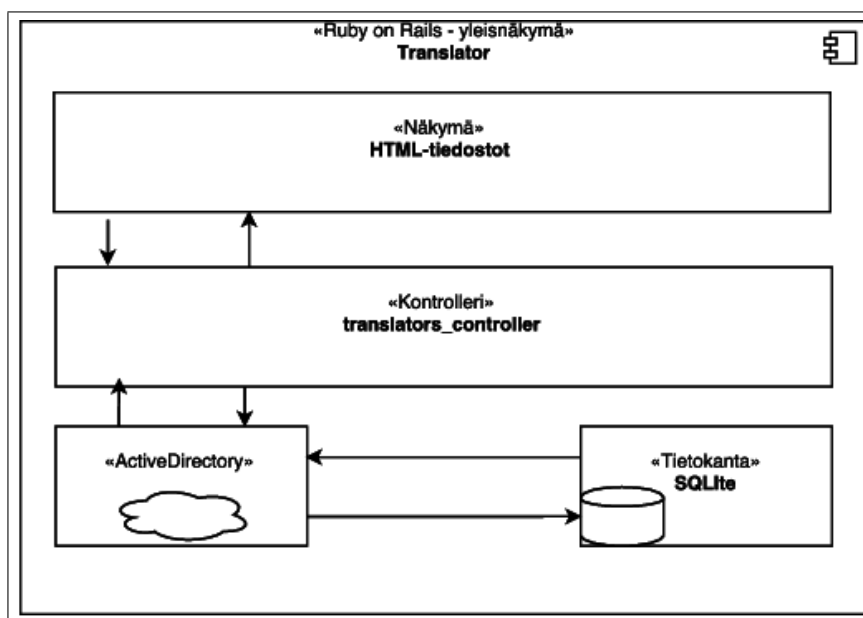 «Ruby on Rails - yleisnäkymä»
Translator
«Näkymä»
HTML-tiedostot
«Kontrolleri»
translators_controller
«ActiveDirectory»
«Tietokanta»
SQLite